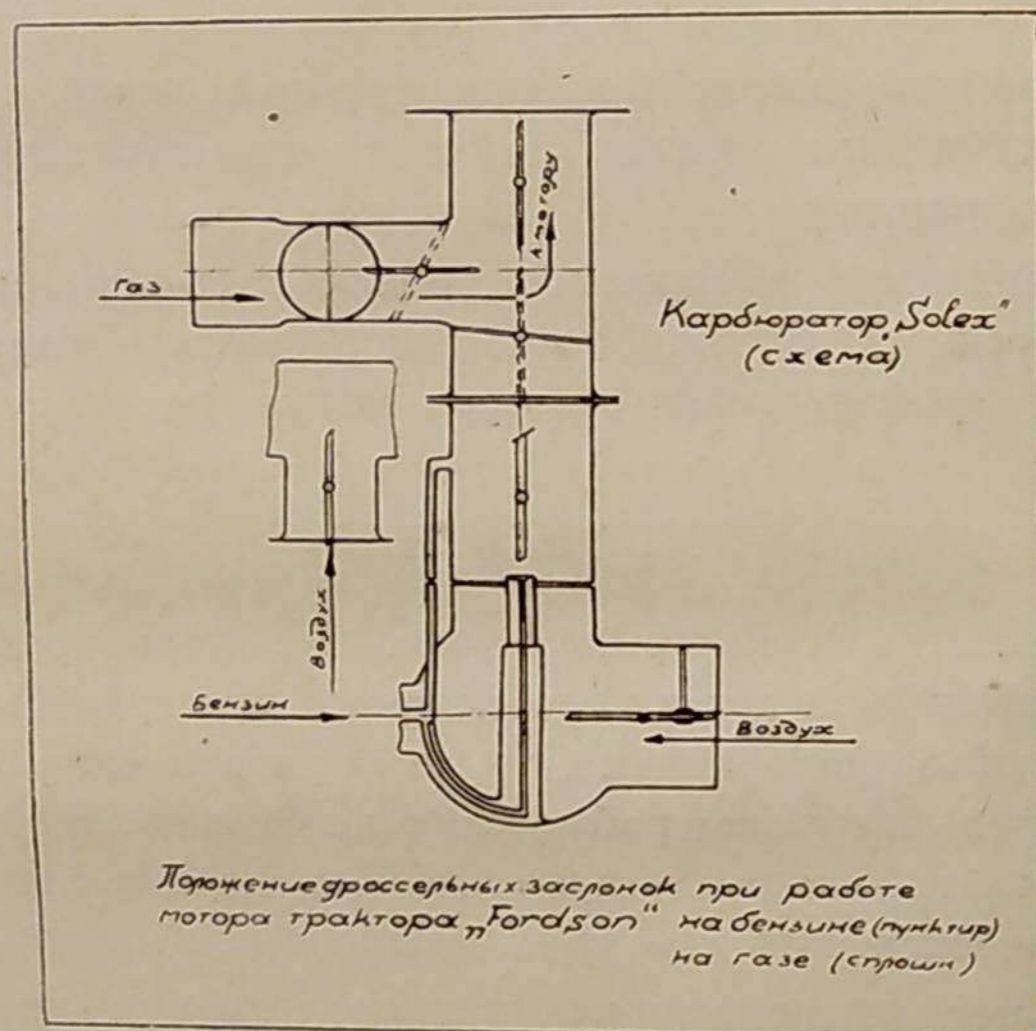 к мотору
Газ
Карбюратор „Solex“
(схема)
Воздух
Бензин
Воздух
Положение дроссельных заслонок при работе
мотора трактора „Fordson“ на бензине (пунктир)
на газе (сплошн)